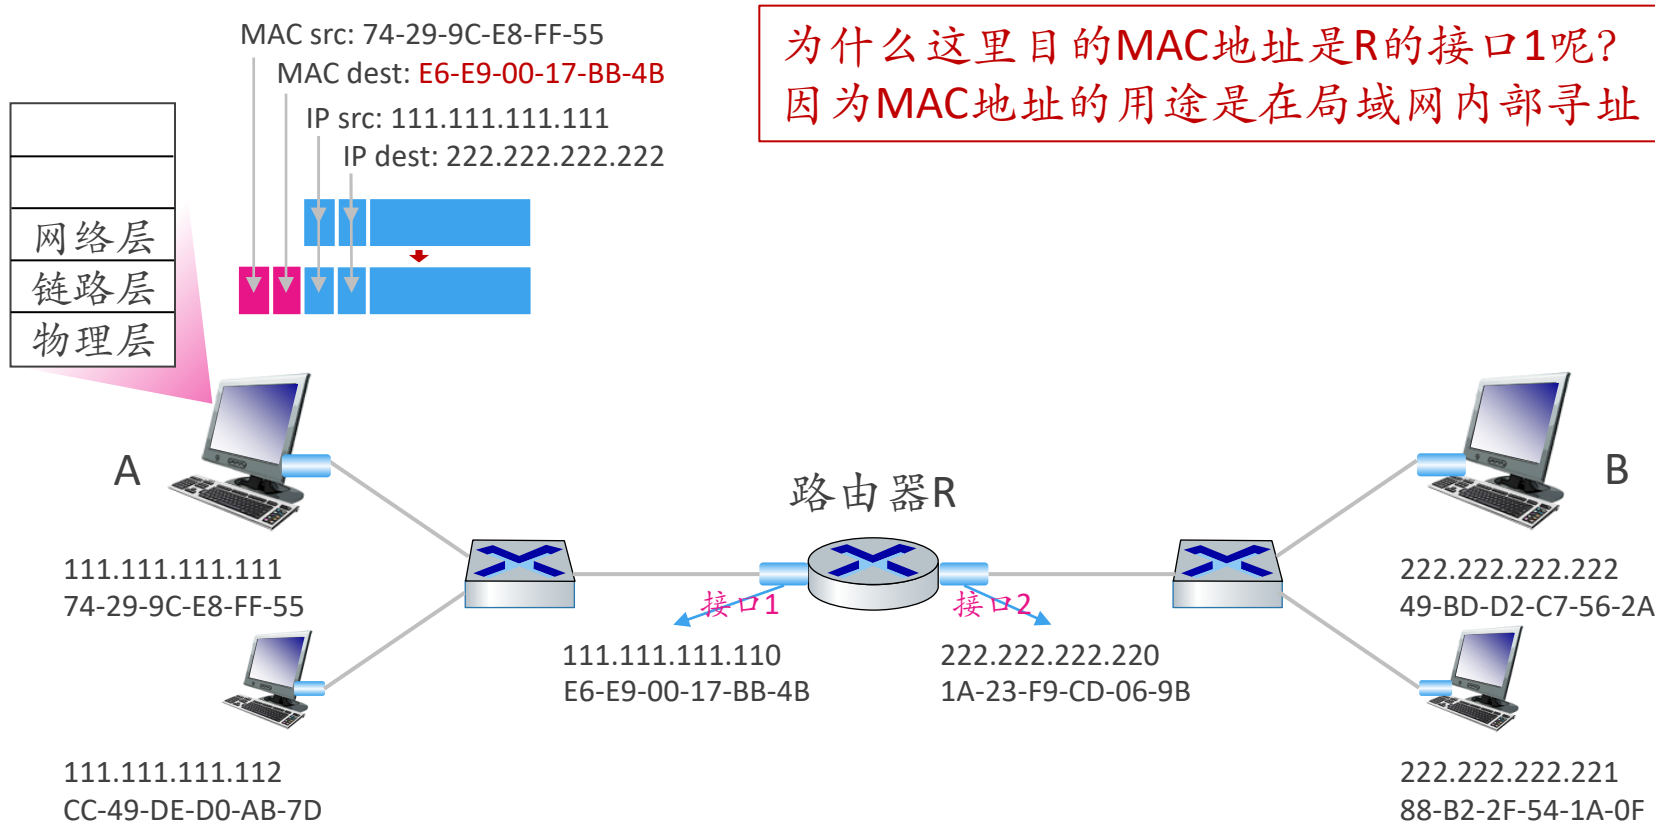 MAC src: 74-29-9C-E8-FF-55
MAC dest: E6-E9-00-17-BB-4B
IP src: 111.111.111.111
IP dest: 222.222.222.222
为什么这里目的MAC地址是R的接口1呢?
因为MAC地址的用途是在局域网内部寻址
网络层
链路层
物理层
A
111.111.111.111
74-29-9C-E8-FF-55
111.111.111.112
CC-49-DE-D0-AB-7D
路由器R
接口1
111.111.111.110
E6-E9-00-17-BB-4B
接口2
222.222.222.220
1A-23-F9-CD-06-9B
B
222.222.222.222
49-BD-D2-C7-56-2A
222.222.222.221
88-B2-2F-54-1A-0F